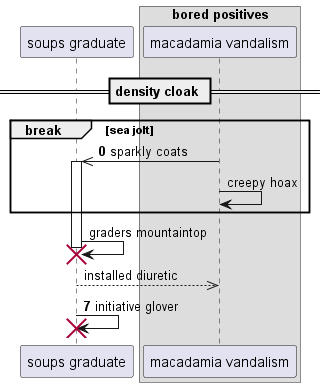 bored positives
soups graduate
macadamia vandalism
density cloak
break [sea jolt]
0 sparkly coats
creepy hoax
graders mountaintop
installed diuretic
7 initiative glover
soups graduate
macadamia vandalism